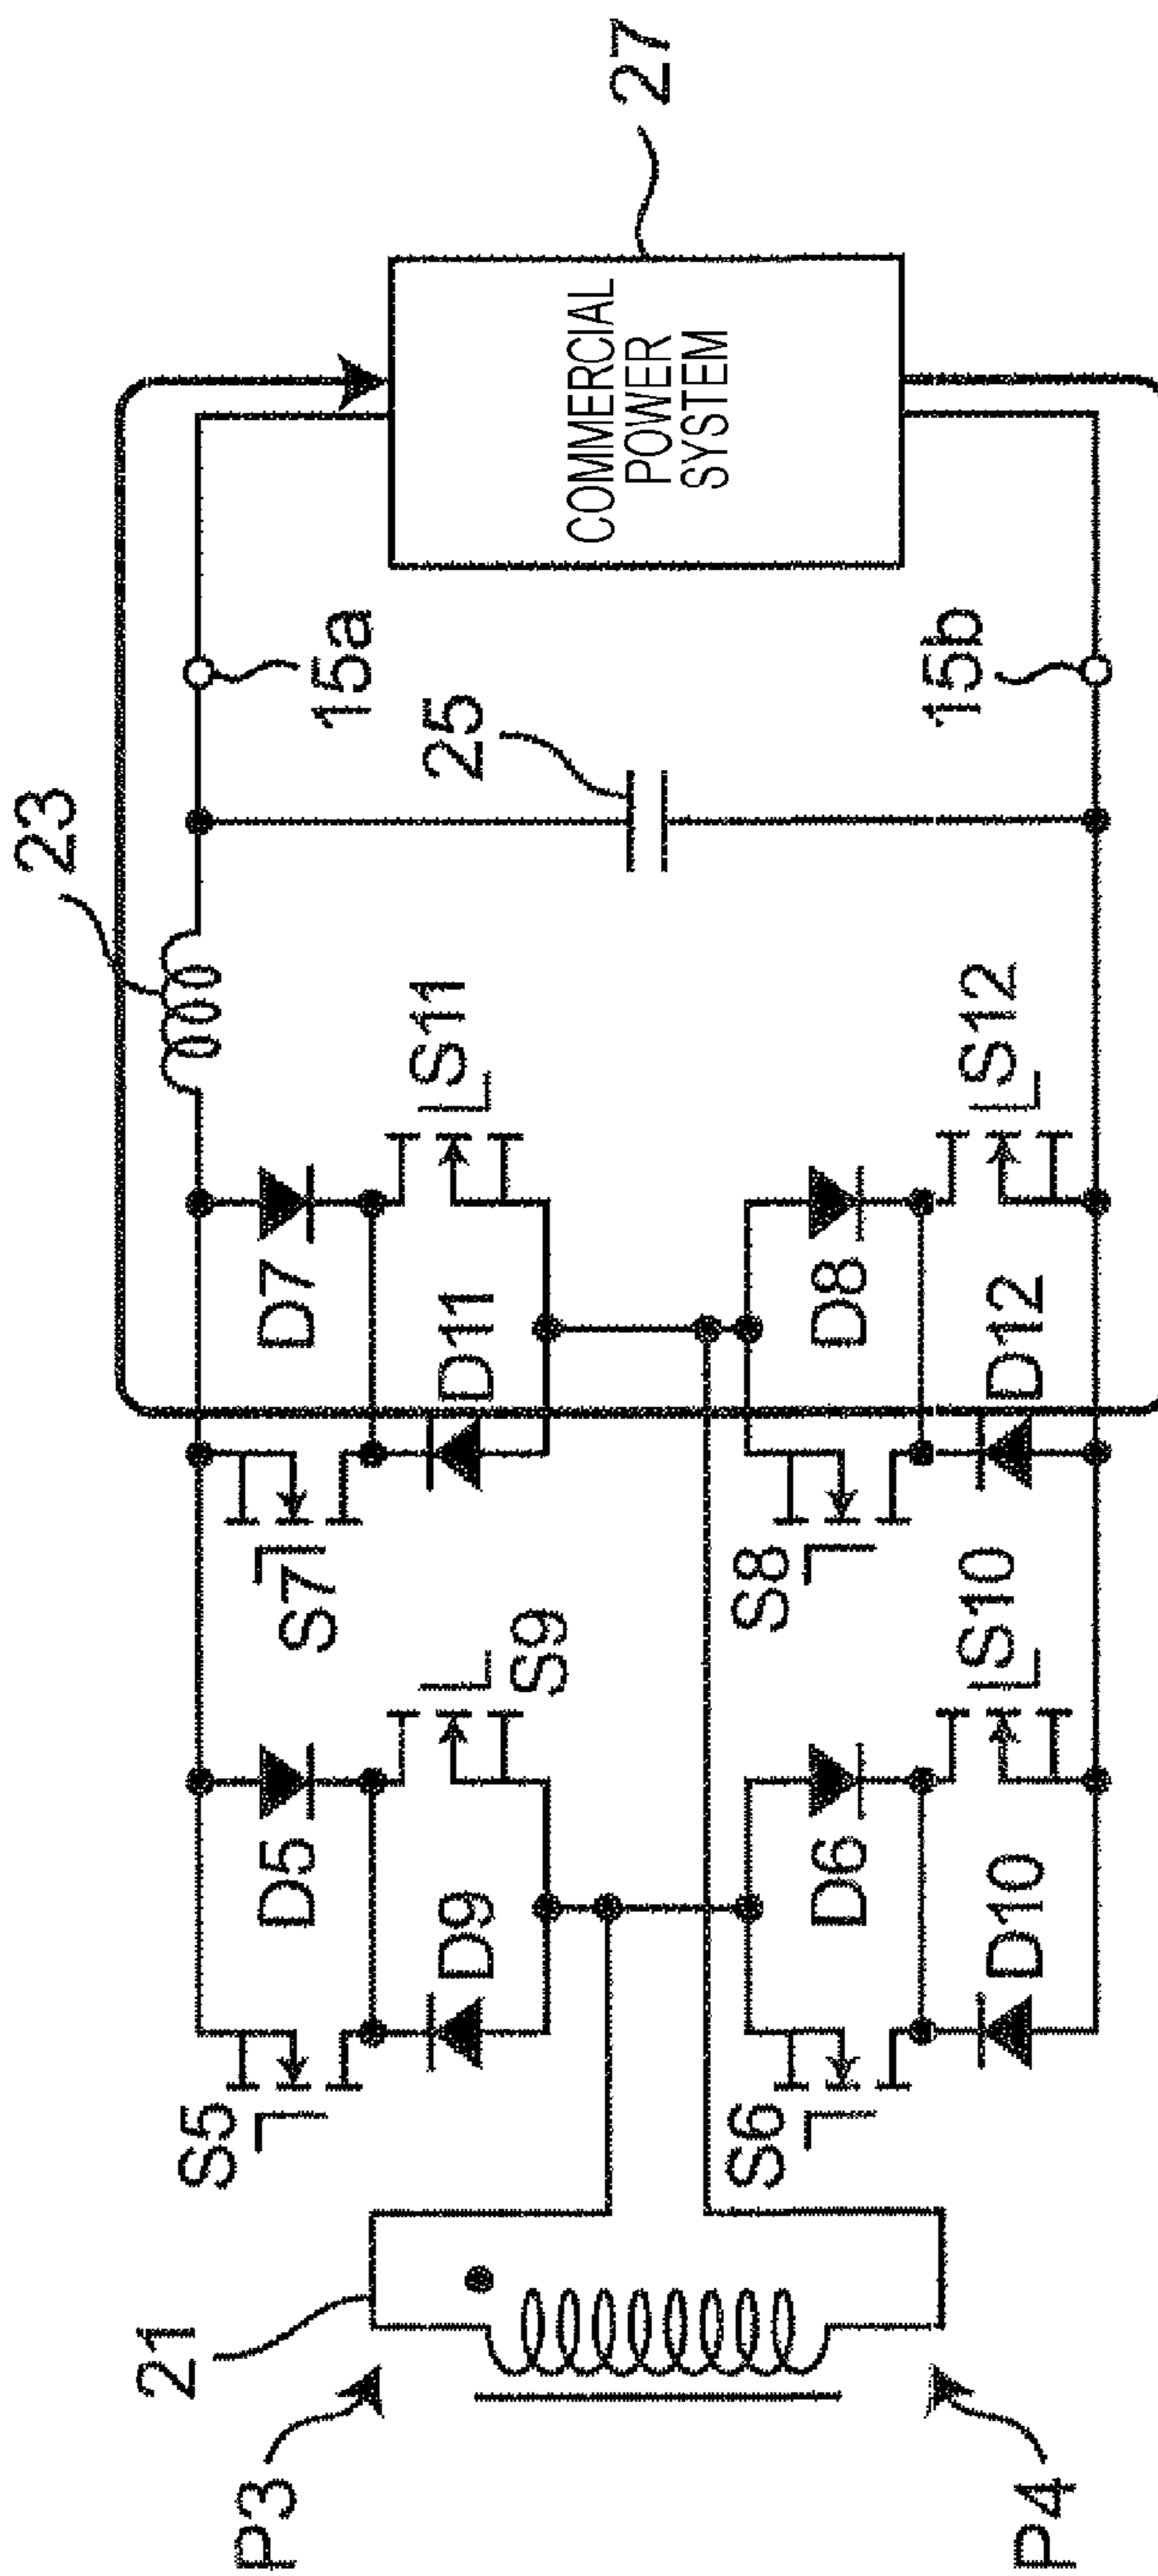 23
27
S5
D5
S7
D7
15a
25
D9
S9
D11
S11
COMMERCIAL
POWER
SYSTEM
P3
21
S6
D6
S8
D8
15b
D10
S10
D12
S12
P4